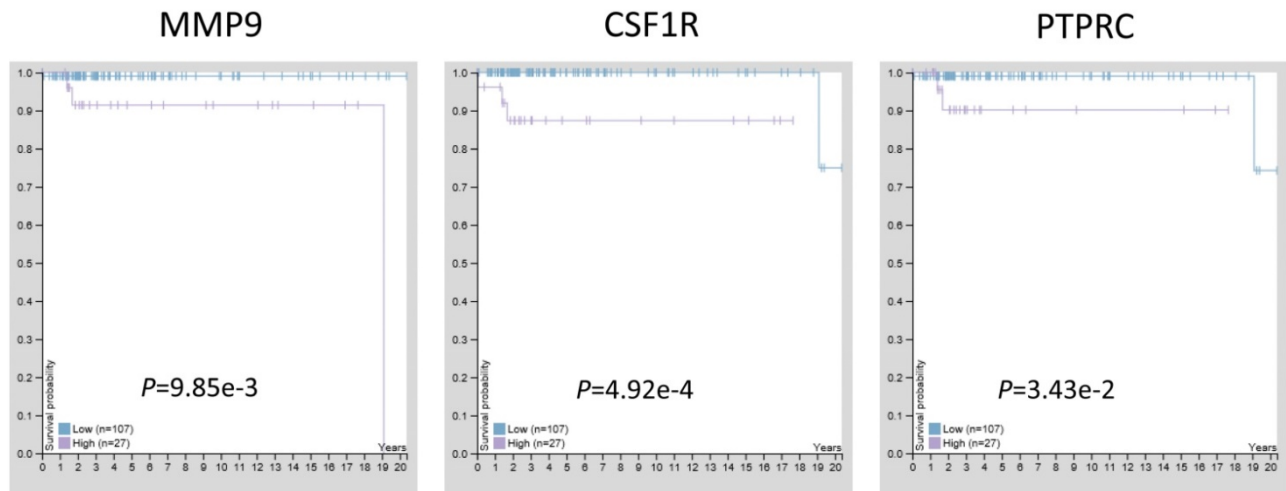 MMP9
CSF1R
PTPRC
1.0
0.9
0.8
0.7
0.6
0.5
0.4
0.3
0.2
0.1
0.0
Survival probability
P=9.85e-3
Low (n=107)
High (n=27)
Years
0 1 2 3 4 5 6 7 8 9 10 11 12 13 14 15 16 17 18 19 20
1.0
0.9
0.8
0.7
0.6
0.5
0.4
0.3
0.2
0.1
0.0
Survival probability
P=4.92e-4
Low (n=107)
High (n=27)
Years
0 1 2 3 4 5 6 7 8 9 10 11 12 13 14 15 16 17 18 19 20
1.0
0.9
0.8
0.7
0.6
0.5
0.4
0.3
0.2
0.1
0.0
Survival probability
P=3.43e-2
Low (n=107)
High (n=27)
Years
0 1 2 3 4 5 6 7 8 9 10 11 12 13 14 15 16 17 18 19 20